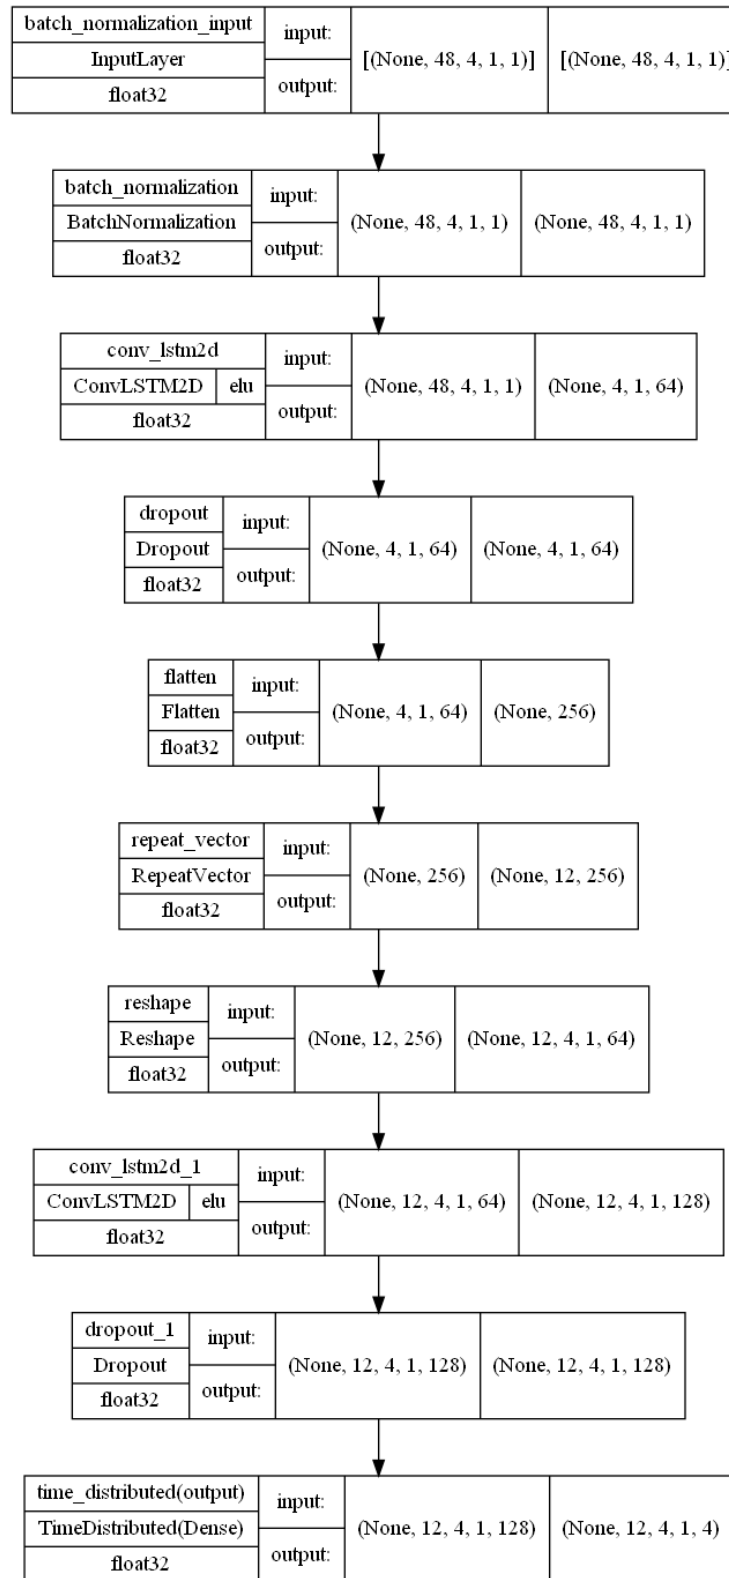 batch_normalization_input
InputLayer
float32
input:
output:
[(None, 48, 4, 1, 1)]
[(None, 48, 4, 1, 1)]
batch_normalization
BatchNormalization
float32
input:
output:
(None, 48, 4, 1, 1)
(None, 48, 4, 1, 1)
conv_lstm2d
ConvLSTM2D elu
float32
input:
output:
(None, 48, 4, 1, 1)
(None, 4, 1, 64)
dropout
Dropout
float32
input:
output:
(None, 4, 1, 64)
(None, 4, 1, 64)
flatten
Flatten
float32
input:
output:
(None, 4, 1, 64)
(None, 256)
repeat_vector
RepeatVector
float32
input:
output:
(None, 256)
(None, 12, 256)
reshape
Reshape
float32
input:
output:
(None, 12, 256)
(None, 12, 4, 1, 64)
conv_lstm2d_1
ConvLSTM2D elu
float32
input:
output:
(None, 12, 4, 1, 64)
(None, 12, 4, 1, 128)
dropout_1
Dropout
float32
input:
output:
(None, 12, 4, 1, 128)
(None, 12, 4, 1, 128)
time_distributed(output)
TimeDistributed(Dense)
float32
input:
output:
(None, 12, 4, 1, 128)
(None, 12, 4, 1, 4)